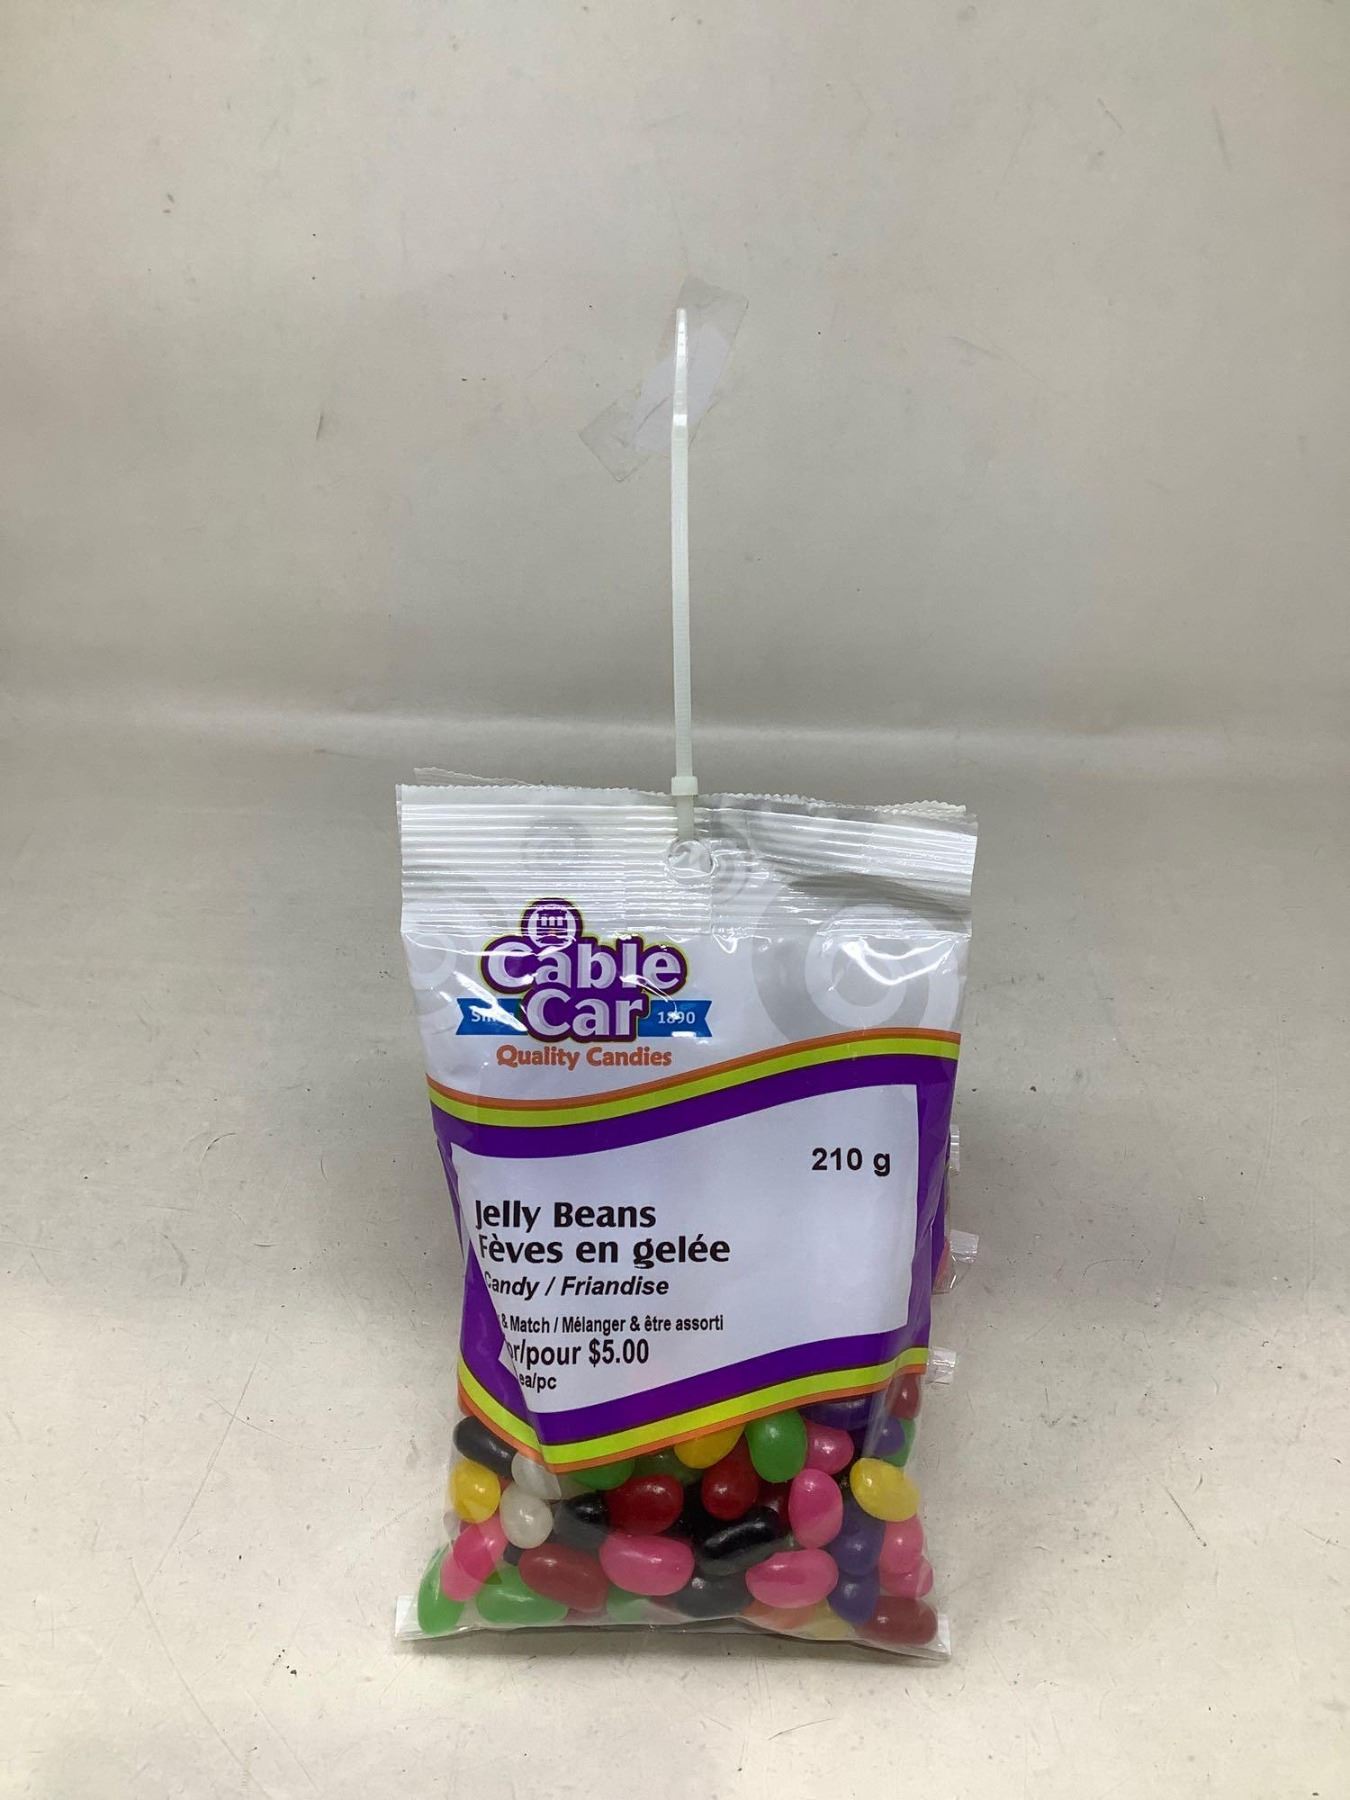 Cable
Car
1890
Quality Candies
210 g
Jelly Beans
Fèves en gelée
Candy / Friandise
& Match / Mélanger & être assorti
/pour $5.00
ea/pc